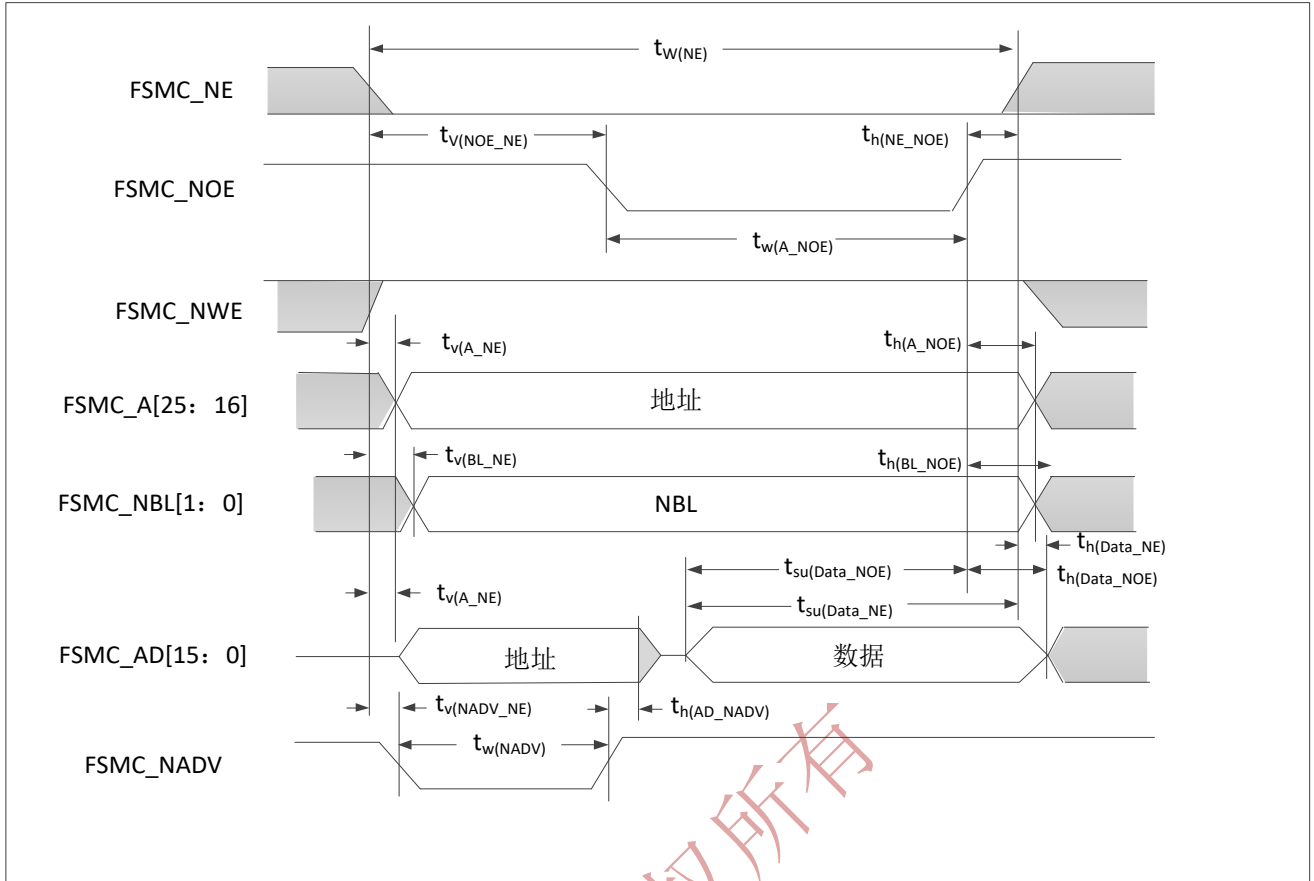 tW(NE)
FSMC_NE
tV(NOE_NE)
th(NE_NOE)
FSMC_NOE
tw(A_NOE)
FSMC_NWE
tv(A_NE)
th(A_NOE)
FSMC_A[25：16]
地址
tv(BL_NE)
th(BL_NOE)
FSMC_NBL[1：0]
NBL
th(Data_NE)
tsu(Data_NOE)
th(Data_NOE)
tv(A_NE)
tsu(Data_NE)
FSMC_AD[15：0]
地址
数据
tv(NADV_NE)
th(AD_NADV)
tw(NADV)
FSMC_NADV
权所有